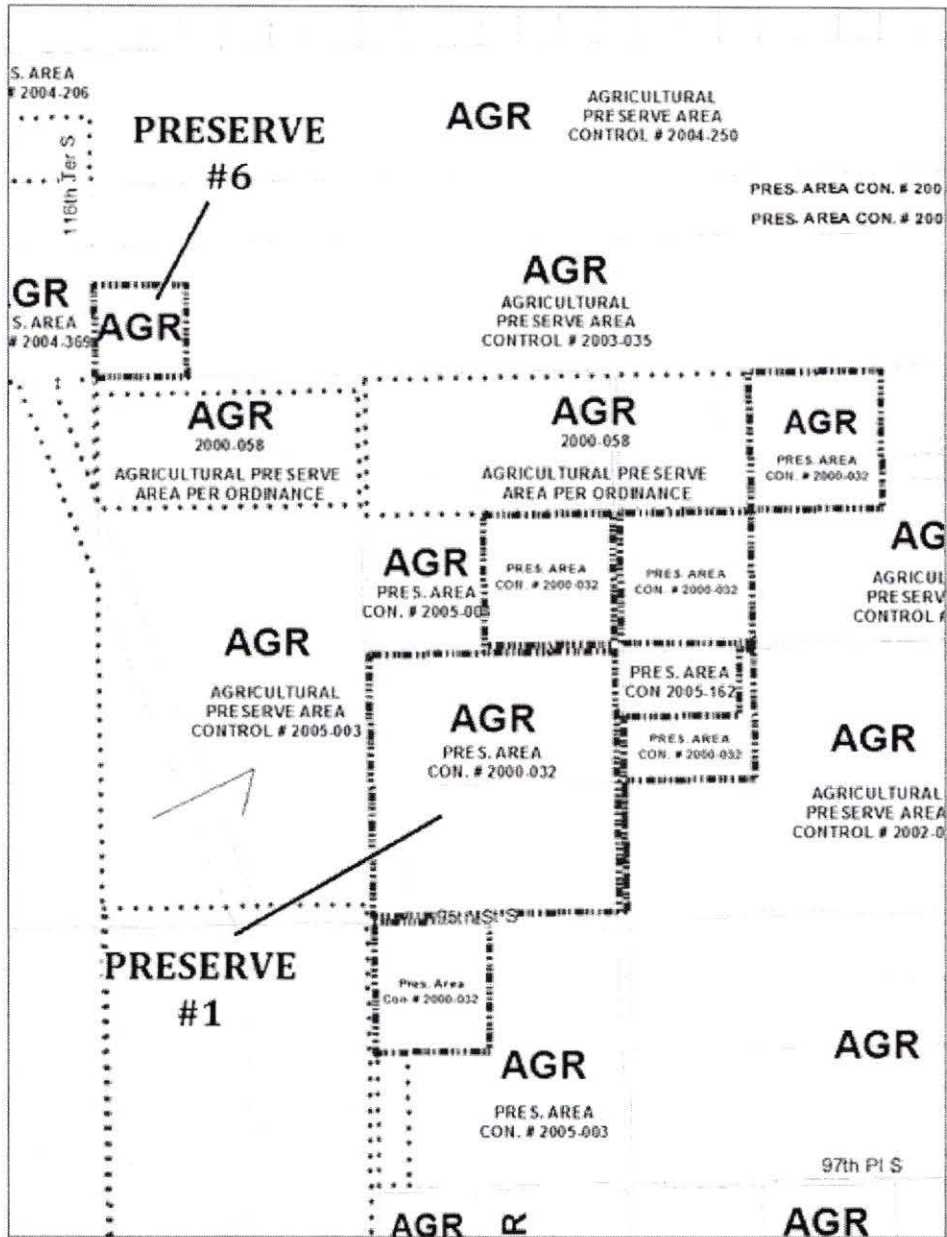 S. AREA
# 2004-206
116th Ter S
PRESERVE
#6
AGR
AGRICULTURAL
PRESERVE AREA
CONTROL # 2004-250
PRES. AREA CON. # 200
PRES. AREA CON. # 200
GR
S. AREA
# 2004-369
AGR
AGR
AGRICULTURAL
PRESERVE AREA
CONTROL # 2003-035
AGR
2000-058
AGRICULTURAL PRESERVE
AREA PER ORDINANCE
AGR
2000-058
AGRICULTURAL PRESERVE
AREA PER ORDINANCE
AGR
PRES. AREA
CON. # 2000-032
AGR
PRES. AREA
CON. # 2005-00
PRES. AREA
CON. # 2000-032
PRES. AREA
CON. # 2000-032
AG
AGRICUL
PRESERV
CONTROL #
AGR
AGRICULTURAL
PRESERVE AREA
CONTROL # 2005-003
AGR
PRES. AREA
CON. # 2000-032
PRES. AREA
CON 2005-162
PRES. AREA
CON. # 2000-032
AGR
AGRICULTURAL
PRESERVE AREA
CONTROL # 2002-0
St S
PRESERVE
#1
Pres. Area
Con # 2000-032
AGR
PRES. AREA
CON. # 2005-003
AGR
97th Pl S
AGR
R
AGR